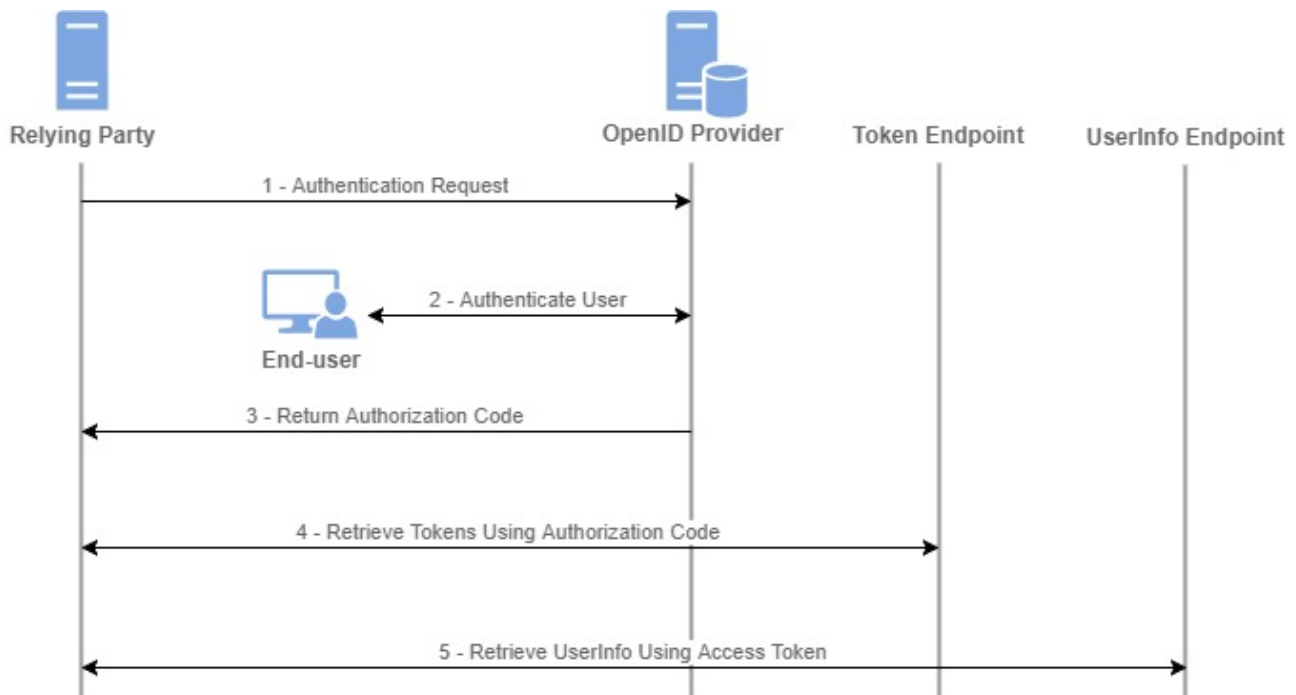 Relying Party
OpenID Provider
Token Endpoint
UserInfo Endpoint
1 - Authentication Request
2 - Authenticate User
End-user
3 - Return Authorization Code
4 - Retrieve Tokens Using Authorization Code
5 - Retrieve UserInfo Using Access Token